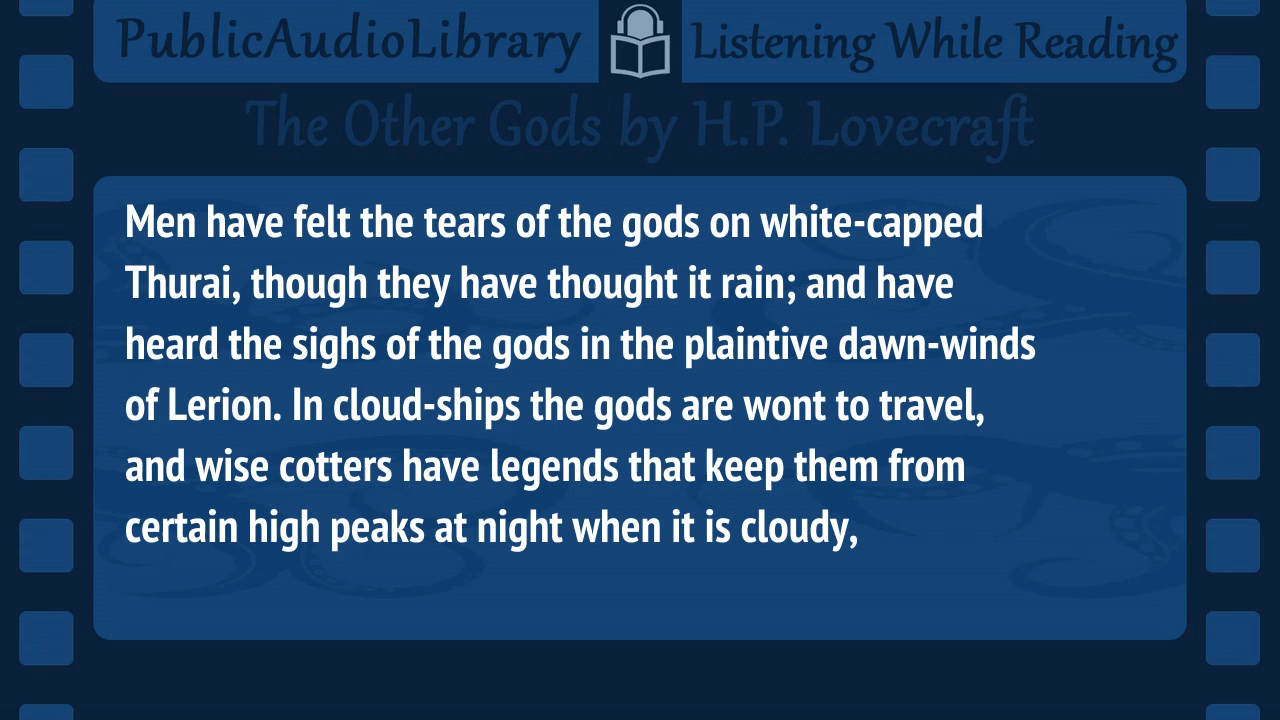 PublicAudioLibrary Listening While Reading
The Other Gods by H.P. Lovecraft
Men have felt the tears of the gods on white-capped
Thurai, though they have thought it rain; and have
heard the sighs of the gods in the plaintive dawn-winds
of Lerion. In cloud-ships the gods are wont to travel,
and wise cotters have legends that keep them from
certain high peaks at night when it is cloudy,